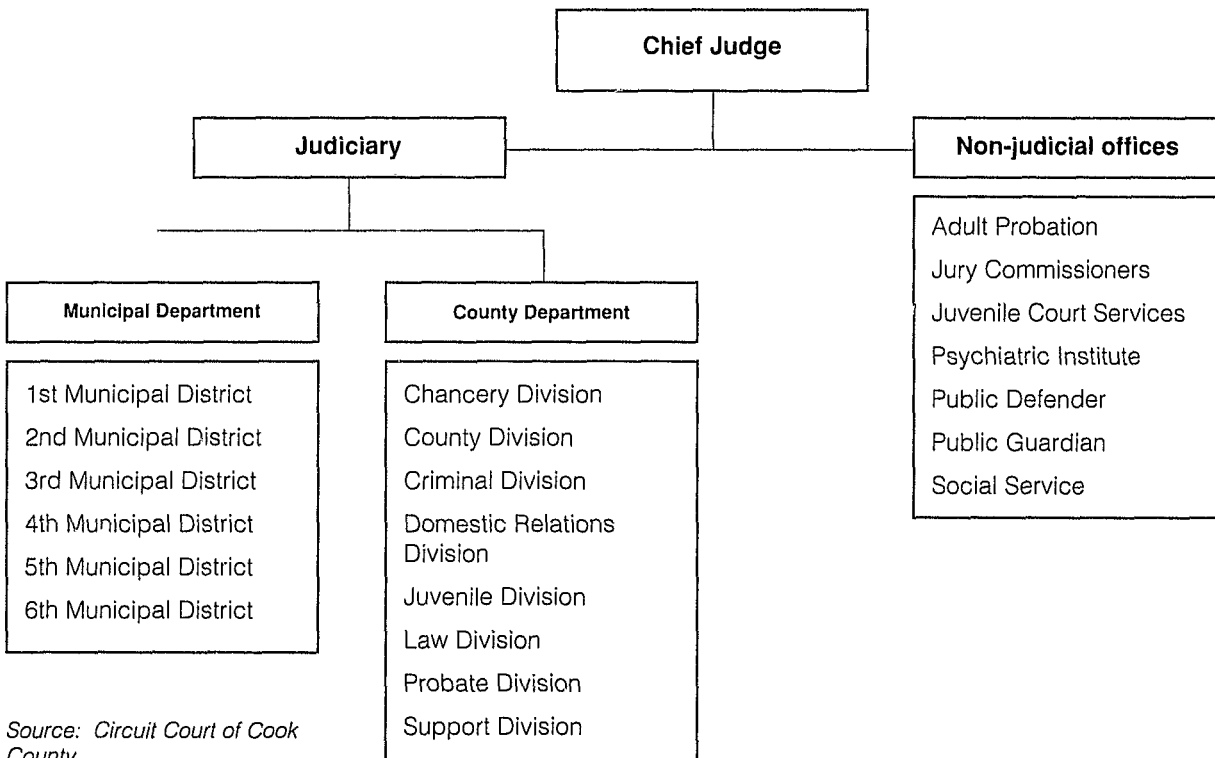 Chief Judge
Judiciary
Non-judicial offices
Adult Probation
Jury Commissioners
Juvenile Court Services
Psychiatric Institute
Public Defender
Public Guardian
Social Service
Municipal Department
1st Municipal District
2nd Municipal District
3rd Municipal District
4th Municipal District
5th Municipal District
6th Municipal District
County Department
Chancery Division
County Division
Criminal Division
Domestic Relations
Division
Juvenile Division
Law Division
Probate Division
Support Division
Source: Circuit Court of Cook
County